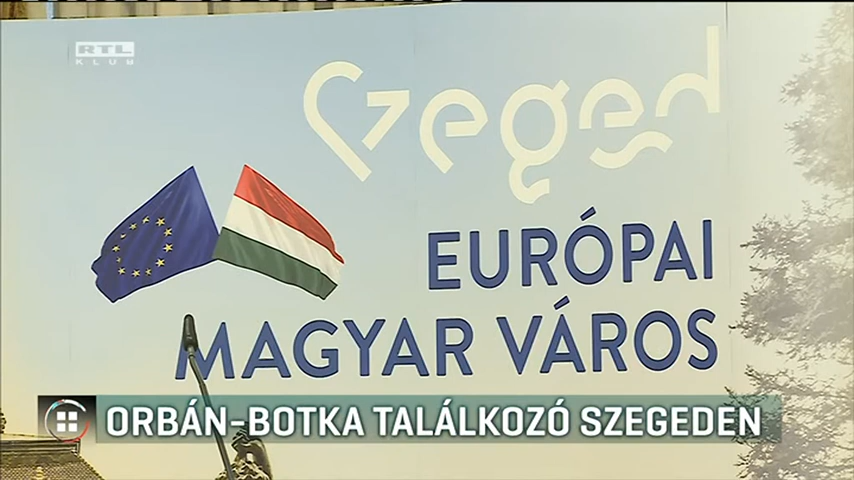 RTL
KLUB
Szeged
EURÓPAI
MAGYAR VÁROS
ORBÁN-BOTKA TALÁLKOZÓ SZEGEDEN